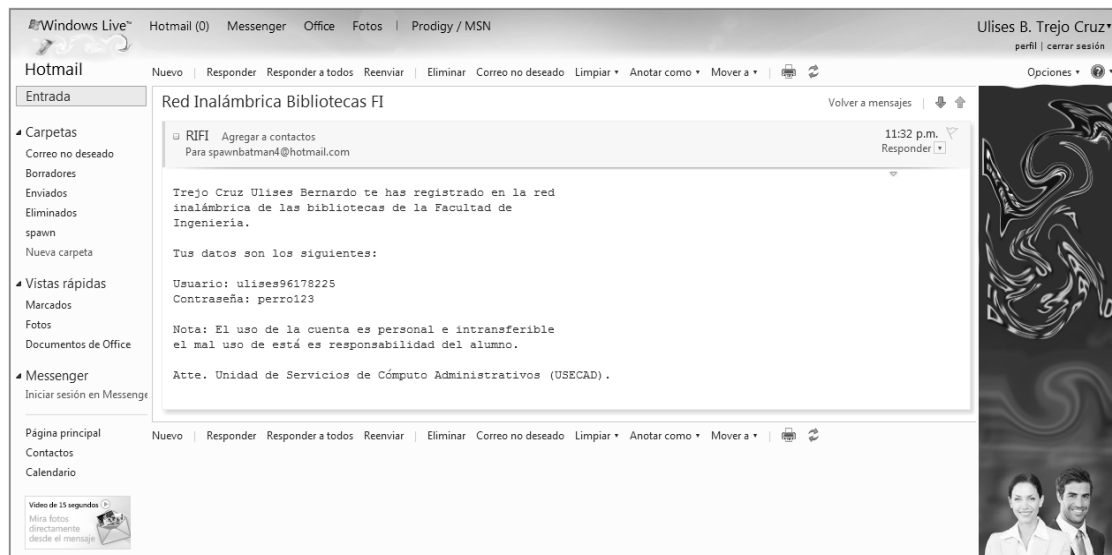 Windows Live™ Hotmail (0) Messenger Office Fotos | Prodigy / MSN Ulises B. Trejo Cruz
perfil | cerrar sesión
Hotmail
Nuevo | Responder Responder a todos Reenviar | Eliminar Correo no deseado Limpiar Anotar como Mover a | Opciones
Entrada
Carpetas
Correo no deseado
Borradores
Enviados
Eliminados
spawn
Nueva carpeta
Vistas rápidas
Marcados
Fotos
Documentos de Office
Messenger
Iniciar sesión en Messenge
Página principal
Contactos
Calendario
Vídeo de 15 segundos
Mira fotos
directamente
desde el mensaje
Red Inalámbrica Bibliotecas FI Volver a mensajes |
RIFI Agregar a contactos 11:32 p.m.
Para spawnbatman4@hotmail.com Responder
Trejo Cruz Ulises Bernardo te has registrado en la red
inalámbrica de las bibliotecas de la Facultad de
Ingeniería.
Tus datos son los siguientes:
Usuario: ulises96178225
Contraseña: perro123
Nota: El uso de la cuenta es personal e intransferible
el mal uso de está es responsabilidad del alumno.
Atte. Unidad de Servicios de Cómputo Administrativos (USECAD).
Nuevo | Responder Responder a todos Reenviar | Eliminar Correo no deseado Limpiar Anotar como Mover a |